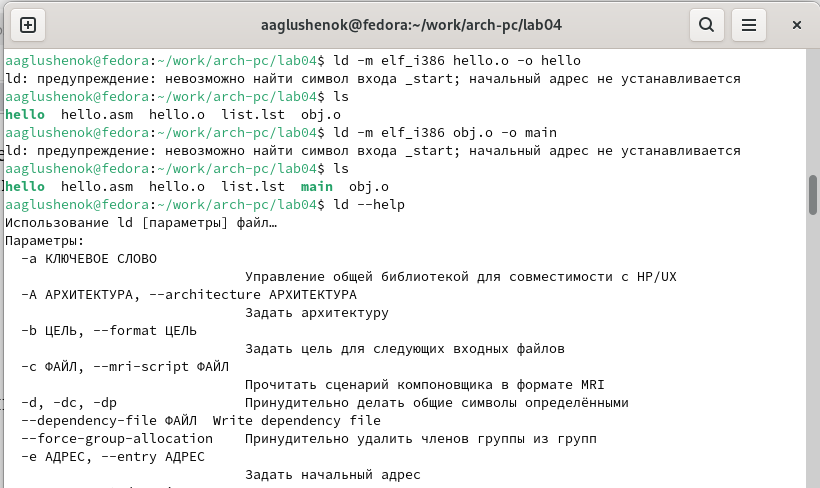 aaglushenok@fedora:~/work/arch-pc/lab04
aaglushenok@fedora:~/work/arch-pc/lab04$ ld -m elf_i386 hello.o -o hello
ld: предупреждение: невозможно найти символ входа _start; начальный адрес не устанавливается
aaglushenok@fedora:~/work/arch-pc/lab04$ ls
hello  hello.asm  hello.o  list.lst  obj.o
aaglushenok@fedora:~/work/arch-pc/lab04$ ld -m elf_i386 obj.o -o main
ld: предупреждение: невозможно найти символ входа _start; начальный адрес не устанавливается
aaglushenok@fedora:~/work/arch-pc/lab04$ ls
hello  hello.asm  hello.o  list.lst  main  obj.o
aaglushenok@fedora:~/work/arch-pc/lab04$ ld --help
Использование ld [параметры] файл…
Параметры:
  -a КЛЮЧЕВОЕ СЛОВО
                              Управление общей библиотекой для совместимости с HP/UX
  -A АРХИТЕКТУРА, --architecture АРХИТЕКТУРА
                              Задать архитектуру
  -b ЦЕЛЬ, --format ЦЕЛЬ
                              Задать цель для следующих входных файлов
  -c ФАЙЛ, --mri-script ФАЙЛ
                              Прочитать сценарий компоновщика в формате MRI
  -d, -dc, -dp                Принудительно делать общие символы определёнными
  --dependency-file ФАЙЛ  Write dependency file
  --force-group-allocation    Принудительно удалить членов группы из групп
  -e АДРЕС, --entry АДРЕС
                              Задать начальный адрес